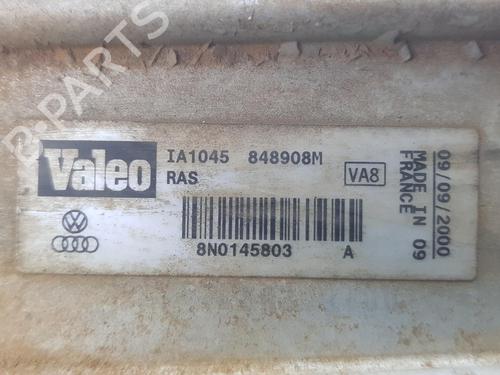 Valeo
IA1045 848908M
RAS
VA8
8N0145803 A
09/09/2000
MADE IN 09
FRANCE
R-PARTS